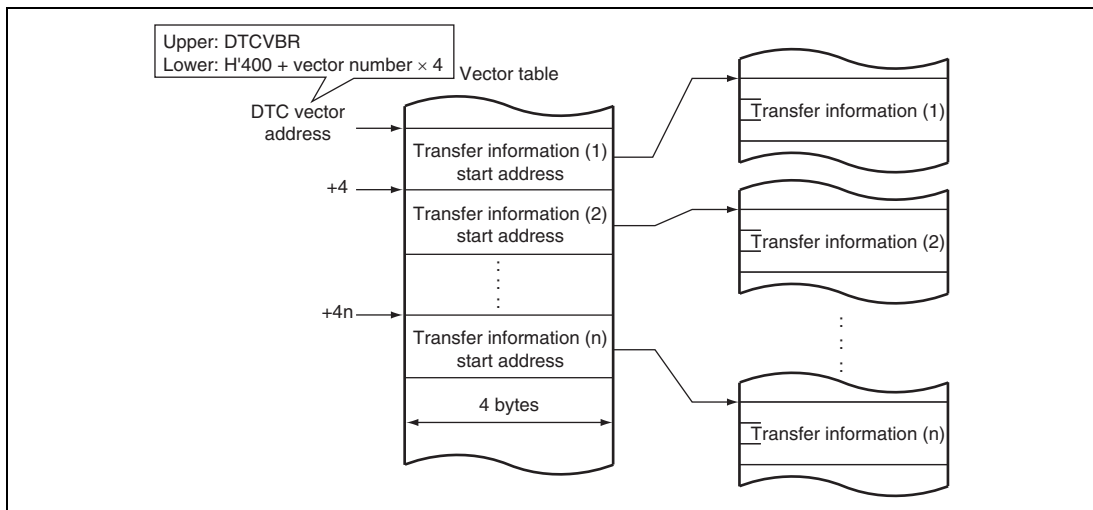 Upper: DTCVBR
Lower: H'400 + vector number × 4
Vector table
DTC vector
address
Transfer information (1)
start address
+4
Transfer information (2)
start address
+4n
Transfer information (n)
start address
4 bytes
Transfer information (1)
Transfer information (2)
Transfer information (n)